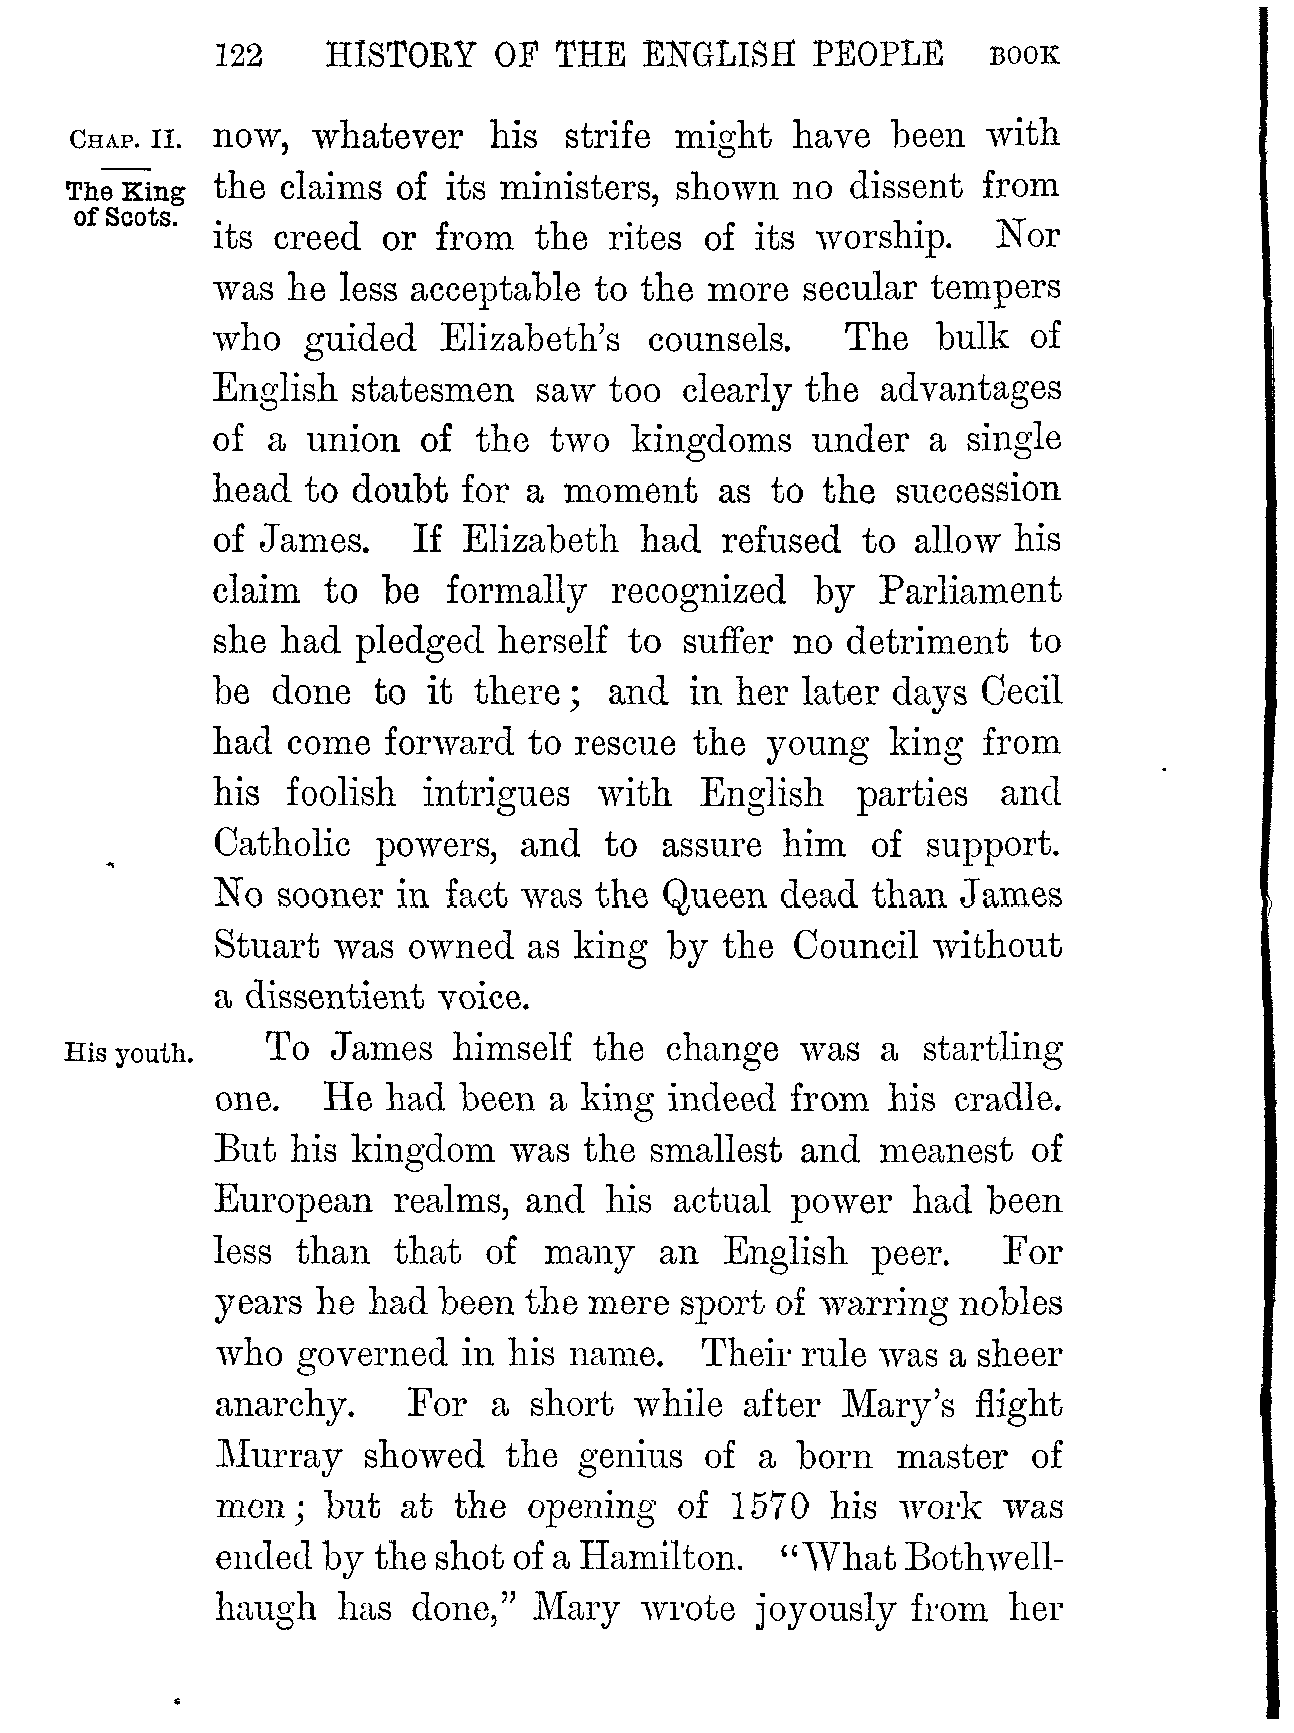 122 HISTORY OF THE ENGLISH PEOPLE BOOK
CHAP. II.
The King
of Scots.
now, whatever his strife might have been with
the claims of its ministers, shown no dissent from
its creed or from the rites of its worship. Nor
was he less acceptable to the more secular tempers
who guided Elizabeth's counsels. The bulk of
English statesmen saw too clearly the advantages
of a union of the two kingdoms under a single
head to doubt for a moment as to the succession
of James. If Elizabeth had refused to allow his
claim to be formally recognized by Parliament
she had pledged herself to suffer no detriment to
be done to it there; and in her later days Cecil
had come forward to rescue the young king from
his foolish intrigues with English parties and
Catholic powers, and to assure him of support.
No sooner in fact was the Queen dead than James
Stuart was owned as king by the Council without
a dissentient voice.
His youth.
To James himself the change was a startling
one. He had been a king indeed from his cradle.
But his kingdom was the smallest and meanest of
European realms, and his actual power had been
less than that of many an English peer. For
years he had been the mere sport of warring nobles
who governed in his name. Their rule was a sheer
anarchy. For a short while after Mary's flight
Murray showed the genius of a born master of
men; but at the opening of 1570 his work was
ended by the shot of a Hamilton. "What Bothwell-
haugh has done," Mary wrote joyously from her